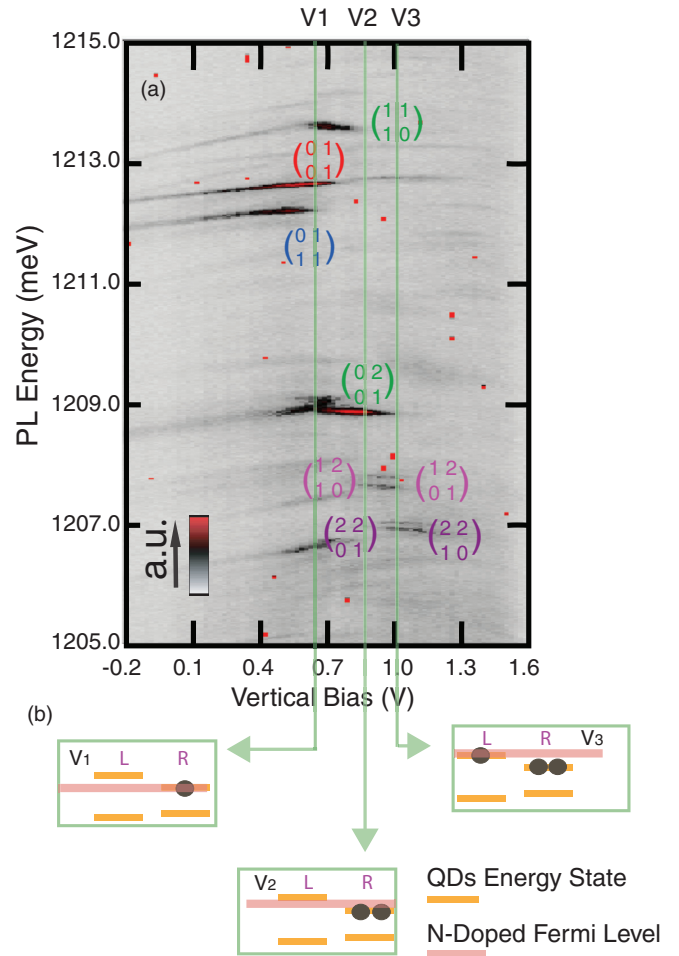 V1 V2 V3
1215.0
(a)
(1 1
1 0)
1213.0
(0 1
0 1)
(0 1
1 1)
1211.0
PL Energy (meV)
(0 2
0 1)
1209.0
(1 2
1 0)
(1 2
0 1)
1207.0
(2 2
0 1)
(2 2
1 0)
a.u.
1205.0
-0.2 0.1 0.4 0.7 1.0 1.3 1.6
Vertical Bias (V)
(b)
V1 L R
L R V3
V2 L R
QDs Energy State
N-Doped Fermi Level